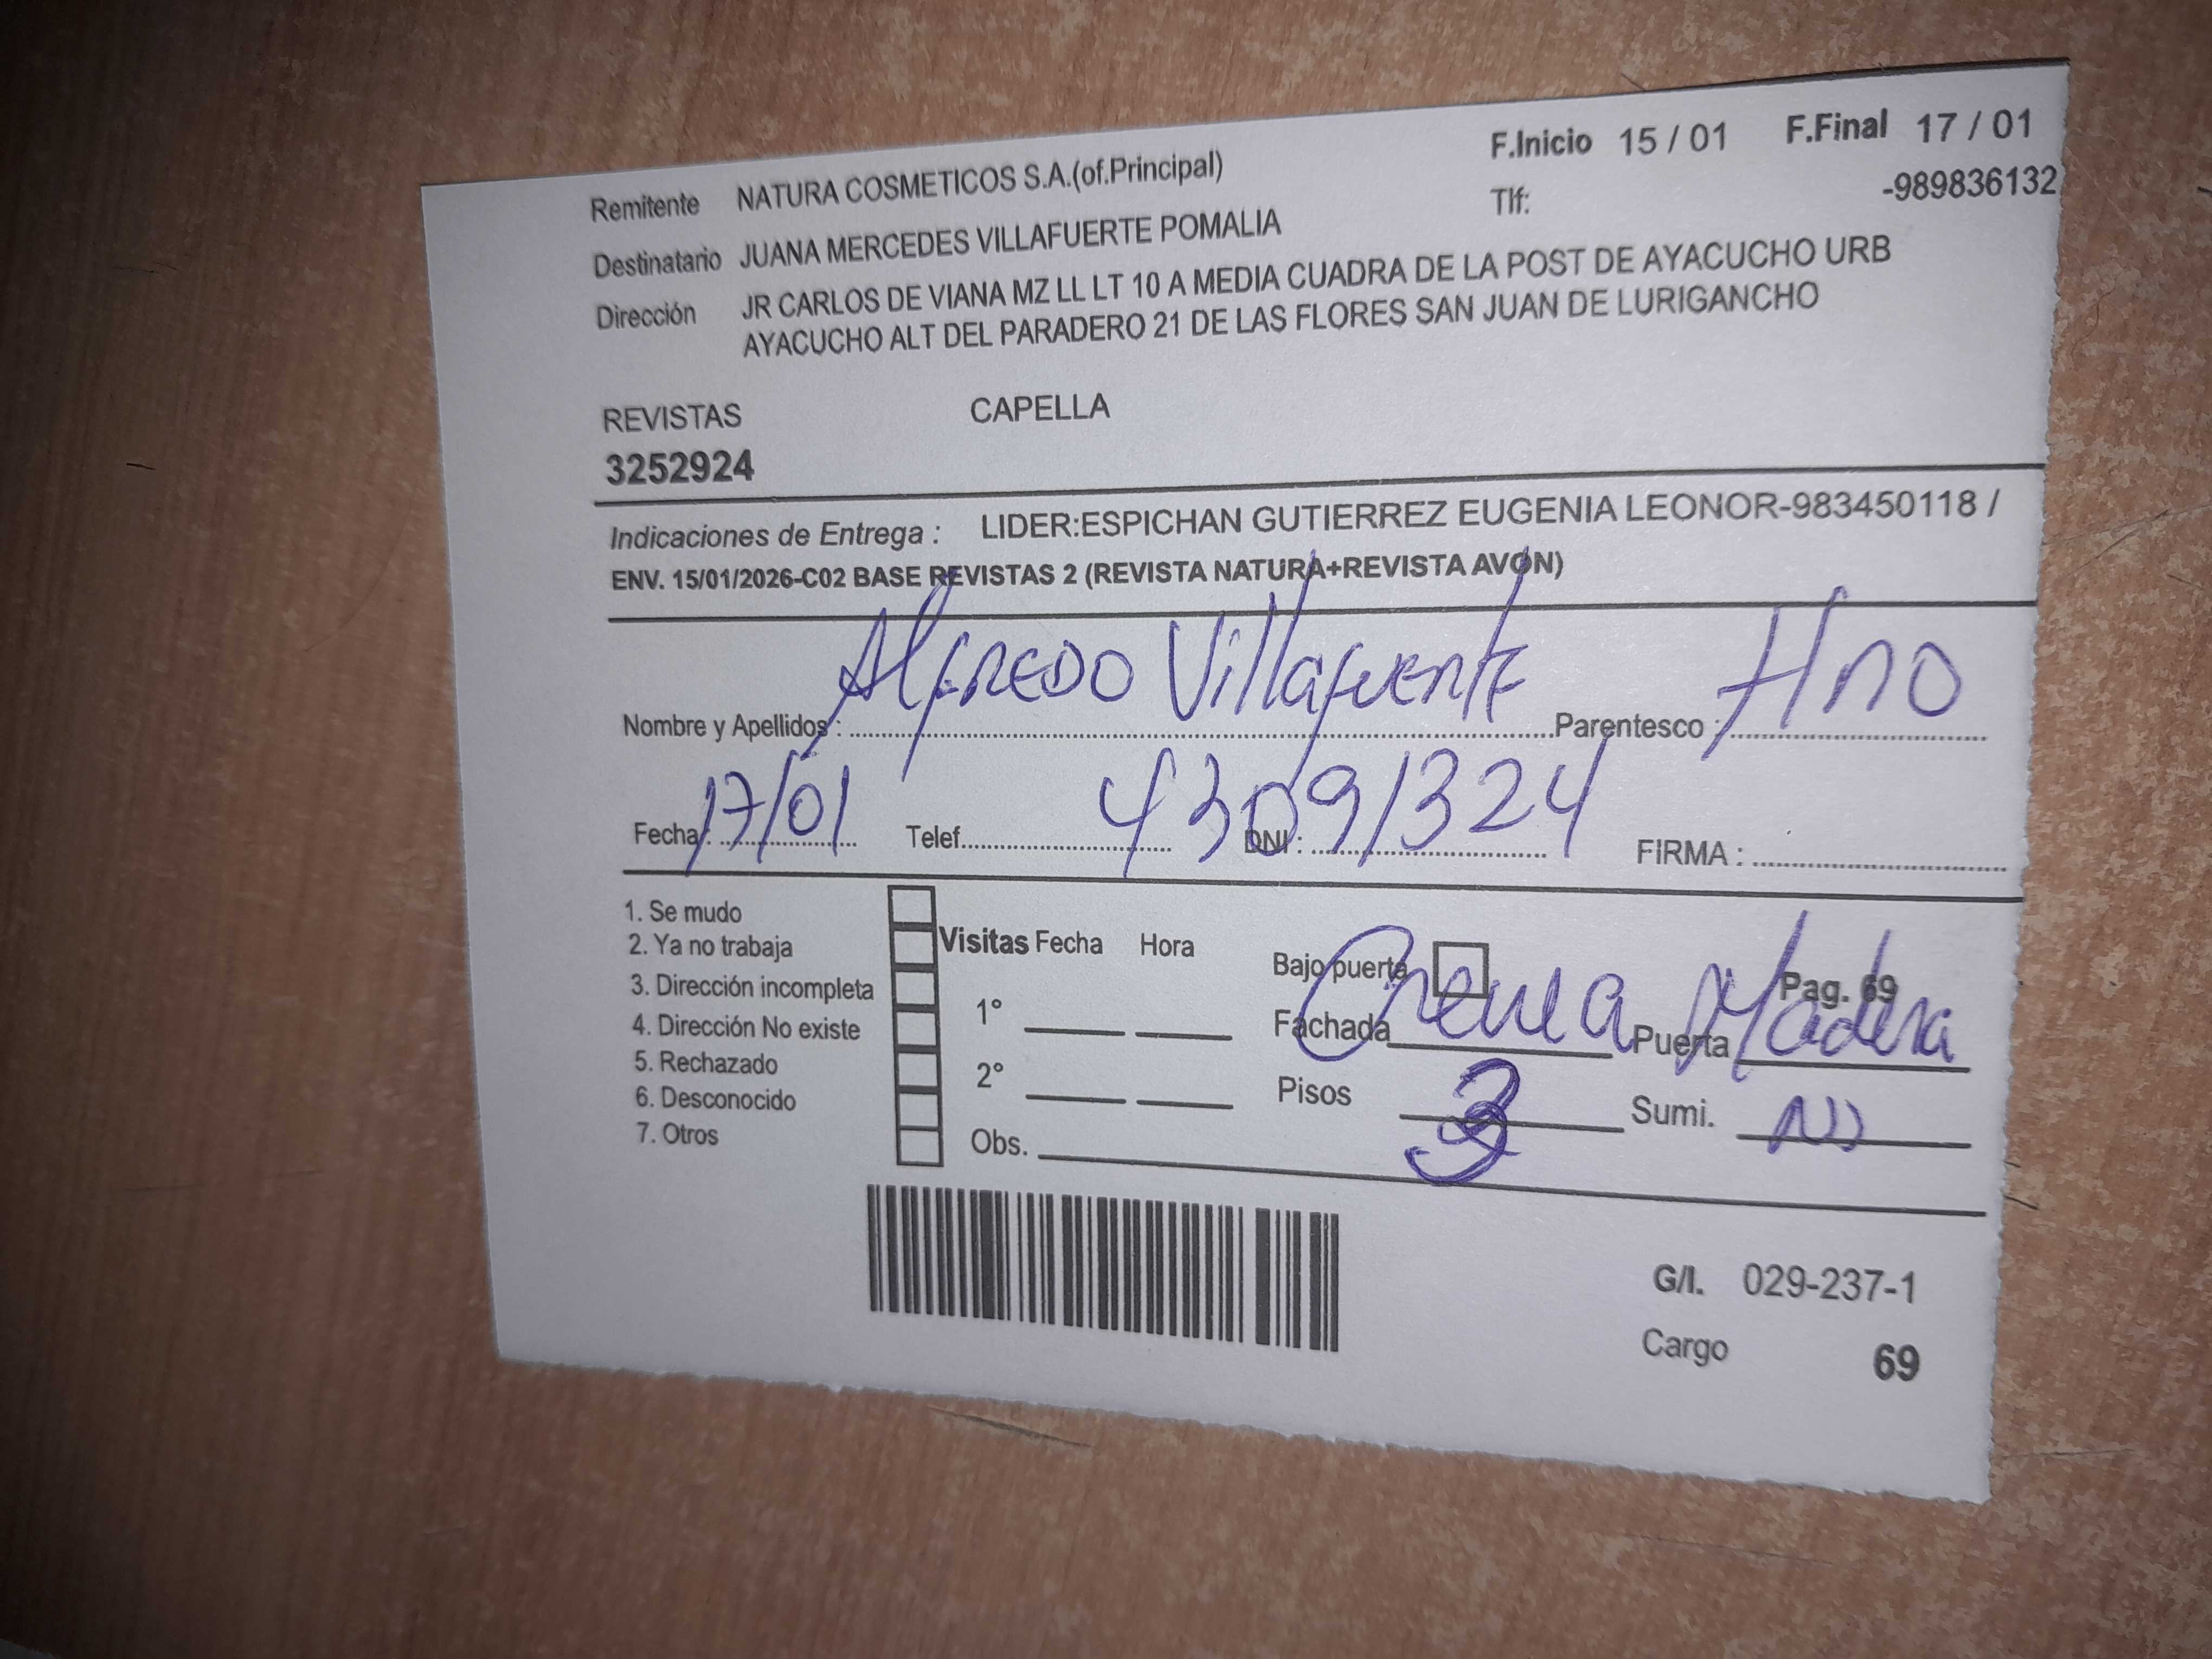 F.Inicio 15 / 01 F.Final 17 / 01
Remitente NATURA COSMETICOS S.A.(of.Principal) Tlf: -989836132
Destinatario JUANA MERCEDES VILLAFUERTE POMALIA
Dirección JR CARLOS DE VIANA MZ LL LT 10 A MEDIA CUADRA DE LA POST DE AYACUCHO URB
AYACUCHO ALT DEL PARADERO 21 DE LAS FLORES SAN JUAN DE LURIGANCHO
REVISTAS CAPELLA
3252924
Indicaciones de Entrega : LIDER:ESPICHAN GUTIERREZ EUGENIA LEONOR-983450118 /
ENV. 15/01/2026-C02 BASE REVISTAS 2 (REVISTA NATURA+REVISTA AVON)
Nombre y Apellidos : Alfredo Villafuerte Parentesco : Hno
Fecha : 17/01 Telef. DNI : 43091324 FIRMA :
1. Se mudo
2. Ya no trabaja Visitas Fecha Hora Bajo puerta Pag. 69
3. Dirección incompleta
4. Dirección No existe 1° Fachada Crema Puerta Madera
5. Rechazado
6. Desconocido 2° Pisos 3 Sumi. NO
7. Otros Obs.
G/I. 029-237-1
Cargo 69